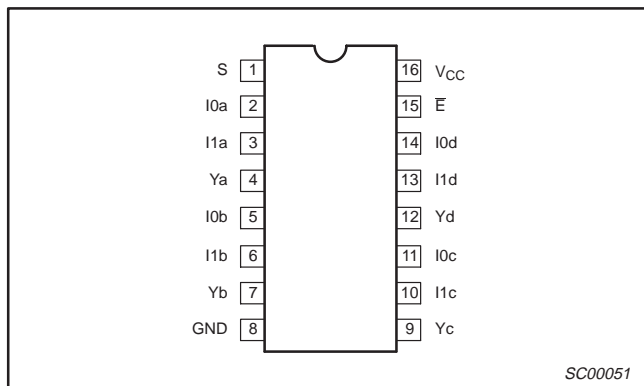 S 1 16 VCC
I0a 2 15 E̅
I1a 3 14 I0d
Ya 4 13 I1d
I0b 5 12 Yd
I1b 6 11 I0c
Yb 7 10 I1c
GND 8 9 Yc
SC00051